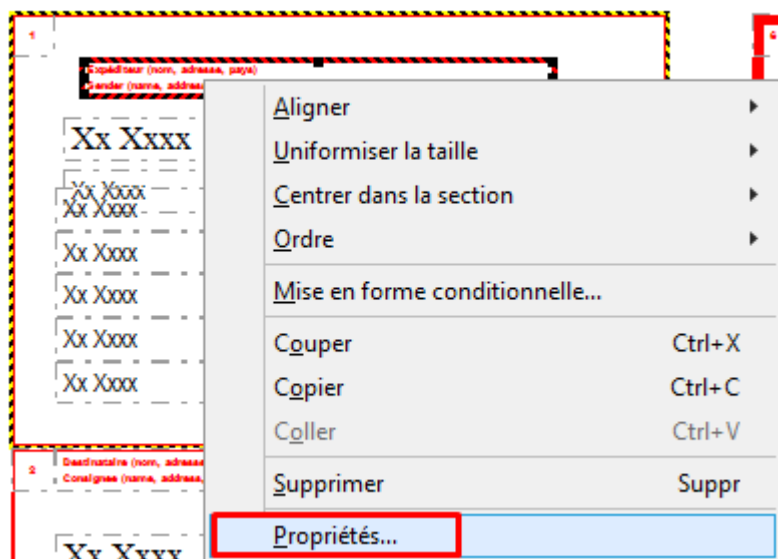 1
6
Expéditeur (nom, adresse, pays)
Sender (name, address
Xx Xxxx
Xx Xxxx
Xx Xxxx
Xx Xxxx
Xx Xxxx
Xx Xxxx
Xx Xxxx
2
Destinataire (nom, adresse
Consignee (name, address,
Xx Xxxx
Aligner
Uniformiser la taille
Centrer dans la section
Ordre
Mise en forme conditionnelle...
Couper Ctrl+X
Copier Ctrl+C
Coller Ctrl+V
Supprimer Suppr
Propriétés...